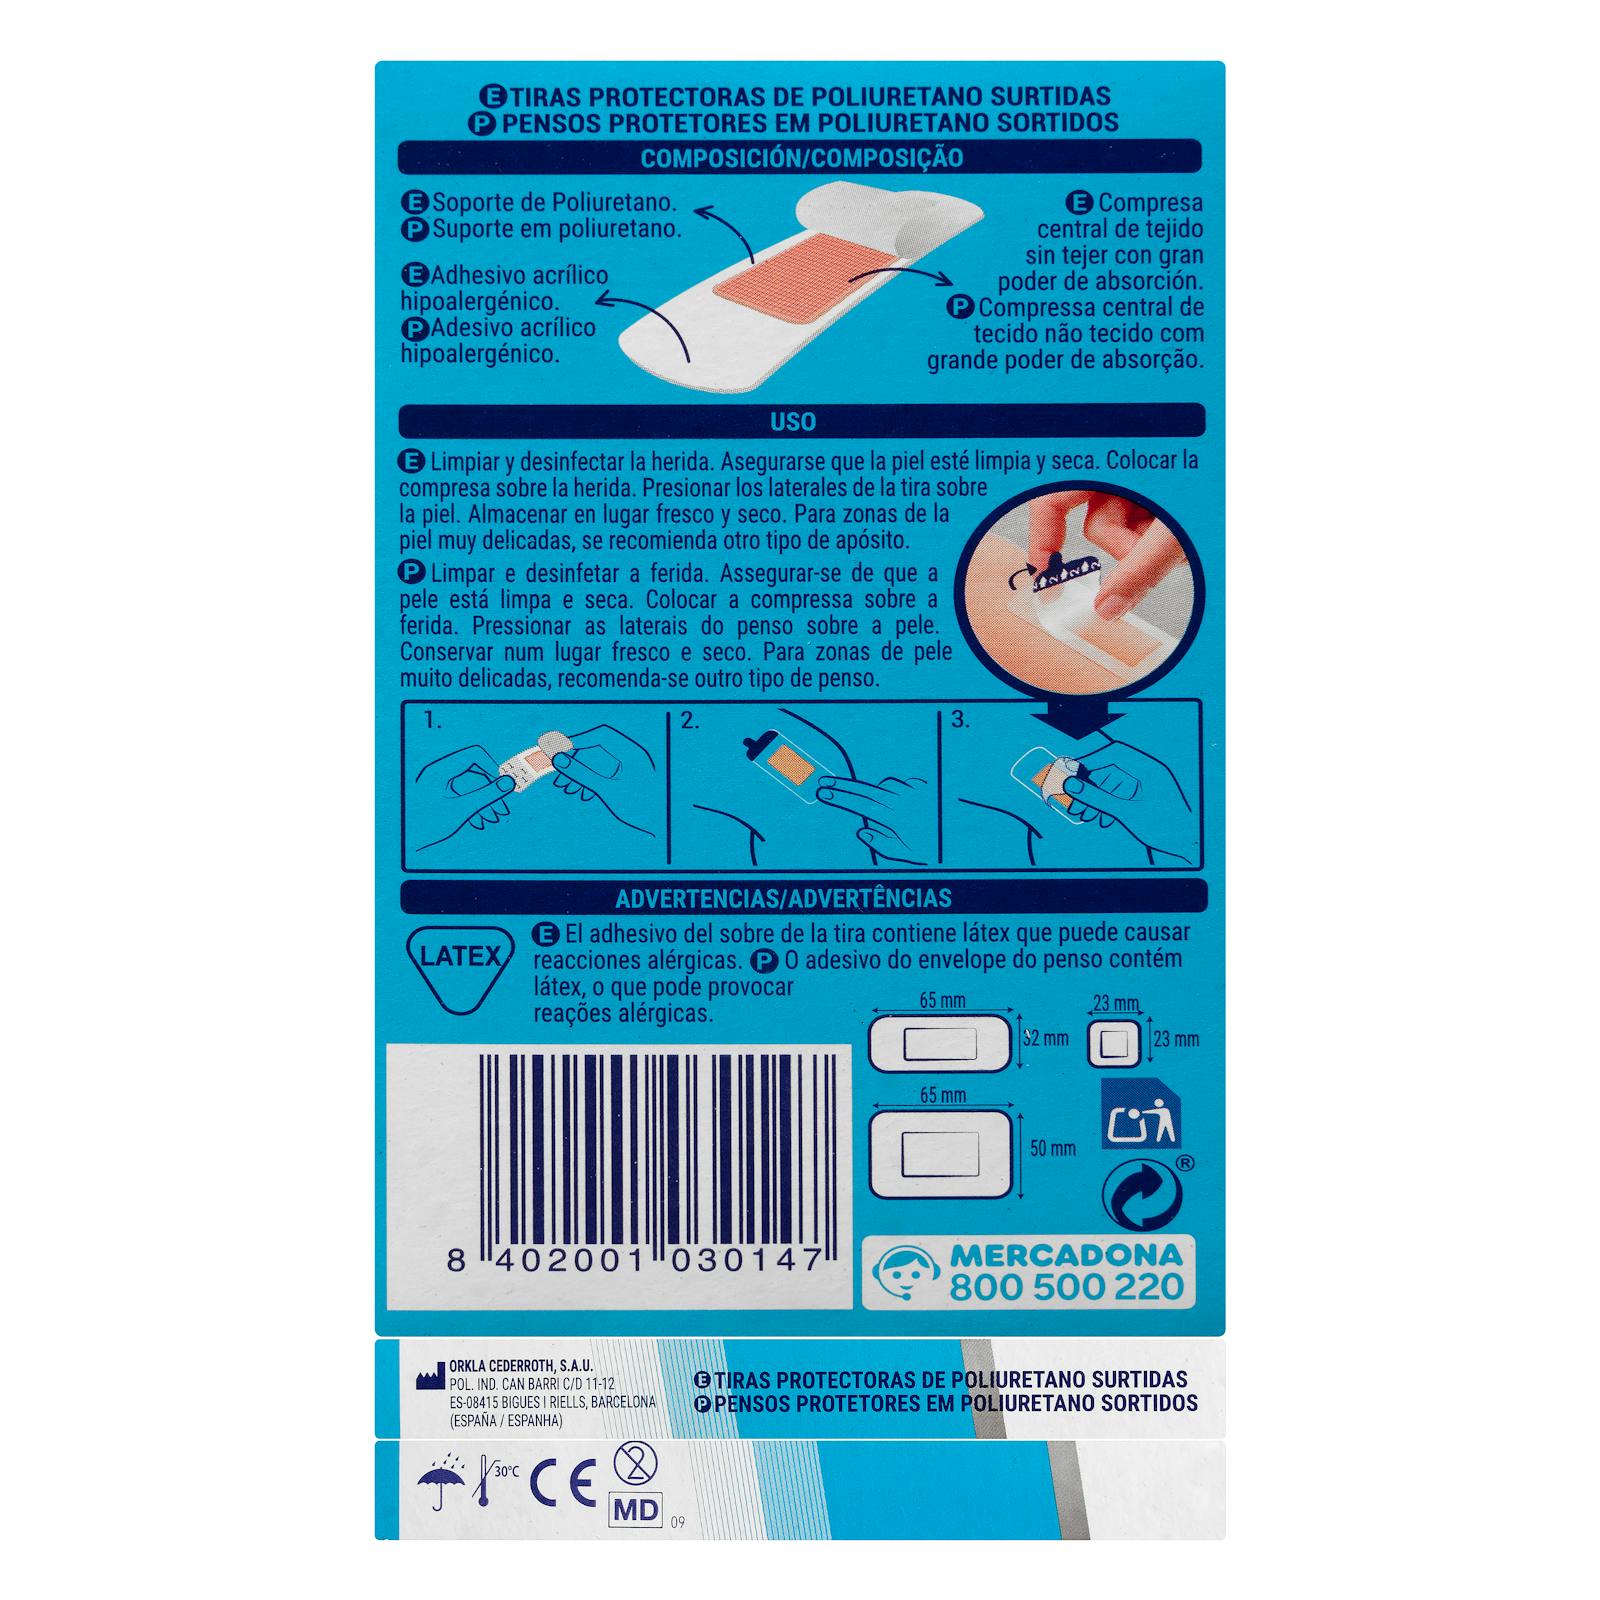 E TIRAS PROTECTORAS DE POLIURETANO SURTIDAS
P PENSOS PROTETORES EM POLIURETANO SORTIDOS
COMPOSICIÓN/COMPOSIÇÃO
E Soporte de Poliuretano.
P Suporte em poliuretano.
E Adhesivo acrílico
hipoalergénico.
P Adesivo acrílico
hipoalergénico.
E Compresa
central de tejido
sin tejer con gran
poder de absorción.
P Compressa central de
tecido não tecido com
grande poder de absorção.
USO
E Limpiar y desinfectar la herida. Asegurarse que la piel esté limpia y seca. Colocar la
compresa sobre la herida. Presionar los laterales de la tira sobre
la piel. Almacenar en lugar fresco y seco. Para zonas de la
piel muy delicadas, se recomienda otro tipo de apósito.
P Limpar e desinfetar a ferida. Assegurar-se de que a
pele está limpa e seca. Colocar a compressa sobre a
ferida. Pressionar as laterais do penso sobre a pele.
Conservar num lugar fresco e seco. Para zonas de pele
muito delicadas, recomenda-se outro tipo de penso.
1.
2.
3.
ADVERTENCIAS/ADVERTÊNCIAS
LATEX
E El adhesivo del sobre de la tira contiene látex que puede causar
reacciones alérgicas. P O adesivo do envelope do penso contém
látex, o que pode provocar
reações alérgicas.
65 mm
32 mm
23 mm
23 mm
65 mm
50 mm
®
8 402001 030147
MERCADONA
800 500 220
ORKLA CEDERROTH, S.A.U.
POL. IND. CAN BARRI C/D 11-12
ES-08415 BIGUES I RIELLS, BARCELONA
(ESPAÑA / ESPANHA)
E TIRAS PROTECTORAS DE POLIURETANO SURTIDAS
P PENSOS PROTETORES EM POLIURETANO SORTIDOS
30°C
CE
2
MD
09